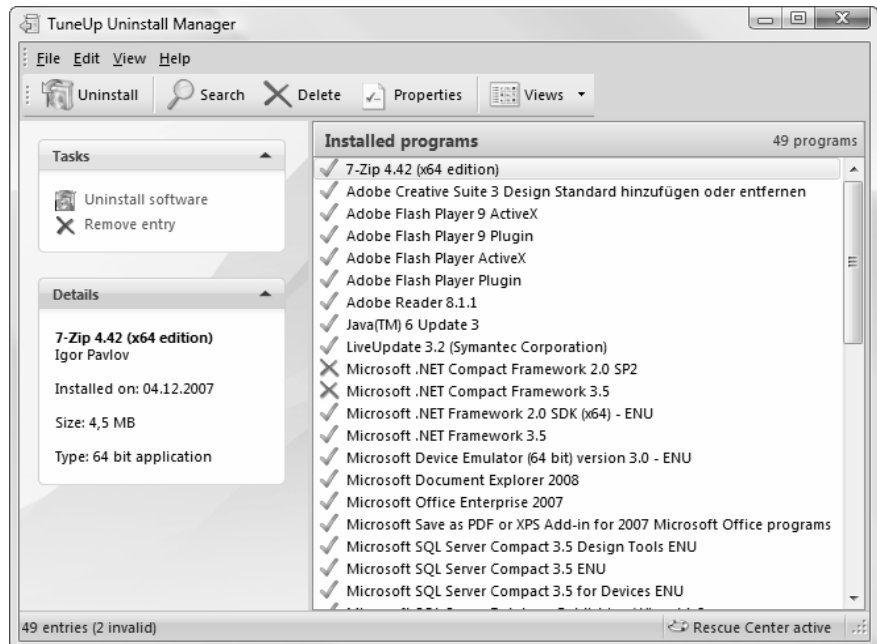 TuneUp Uninstall Manager
File Edit View Help
Uninstall Search Delete Properties Views
Tasks
Uninstall software
Remove entry
Details
7-Zip 4.42 (x64 edition)
Igor Pavlov
Installed on: 04.12.2007
Size: 4,5 MB
Type: 64 bit application
Installed programs 49 programs
7-Zip 4.42 (x64 edition)
Adobe Creative Suite 3 Design Standard hinzufügen oder entfernen
Adobe Flash Player 9 ActiveX
Adobe Flash Player 9 Plugin
Adobe Flash Player ActiveX
Adobe Flash Player Plugin
Adobe Reader 8.1.1
Java(TM) 6 Update 3
LiveUpdate 3.2 (Symantec Corporation)
Microsoft .NET Compact Framework 2.0 SP2
Microsoft .NET Compact Framework 3.5
Microsoft .NET Framework 2.0 SDK (x64) - ENU
Microsoft .NET Framework 3.5
Microsoft Device Emulator (64 bit) version 3.0 - ENU
Microsoft Document Explorer 2008
Microsoft Office Enterprise 2007
Microsoft Save as PDF or XPS Add-in for 2007 Microsoft Office programs
Microsoft SQL Server Compact 3.5 Design Tools ENU
Microsoft SQL Server Compact 3.5 ENU
Microsoft SQL Server Compact 3.5 for Devices ENU
49 entries (2 invalid) Rescue Center active